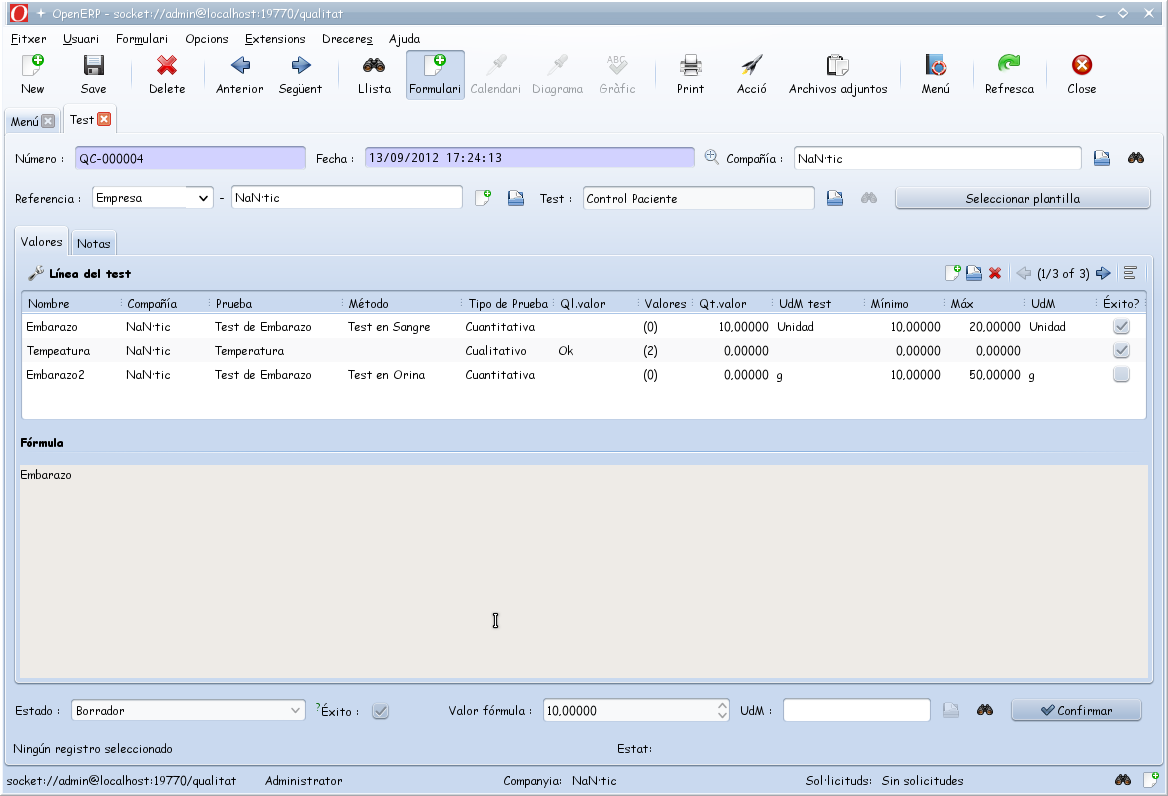 OpenERP - socket://admin@localhost:19770/qualitat
Fitxer Usuari Formulari Opcions Extensions Dreceres Ajuda
New Save Delete Anterior Següent Llista Formulari Calendari Diagrama ABC Gràfic Print Acció Archivos adjuntos Menú Refresca Close
Menú Test
Número : QC-000004 Fecha : 13/09/2012 17:24:13 Compañía : NaN·tic
Referencia : Empresa - NaN·tic Test : Control Paciente Seleccionar plantilla
Valores Notas
Línea del test (1/3 of 3)
Nombre Compañía Prueba Método Tipo de Prueba Ql.valor Valores Qt.valor UdM test Mínimo Máx UdM Éxito?
Embarazo NaN·tic Test de Embarazo Test en Sangre Cuantitativa (0) 10,00000 Unidad 10,00000 20,00000 Unidad
Tempeatura NaN·tic Temperatura Cualitativo Ok (2) 0,00000 0,00000 0,00000
Embarazo2 NaN·tic Test de Embarazo Test en Orina Cuantitativa (0) 0,00000 g 10,00000 50,00000 g
Fórmula
Embarazo
Estado : Borrador ?Éxito : Valor fórmula : 10,00000 UdM : Confirmar
Ningún registro seleccionado Estat:
socket://admin@localhost:19770/qualitat Administrator Companyia: NaN·tic Sol·licituds: Sin solicitudes